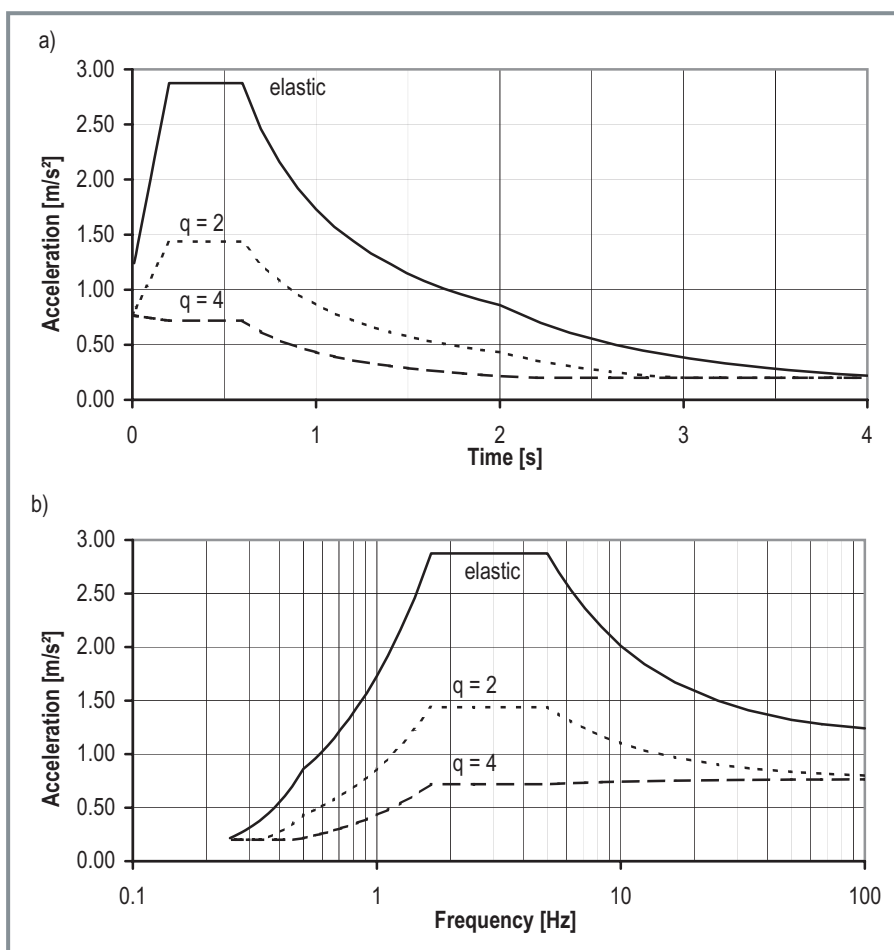 a)
3.00
2.50
2.00
1.50
1.00
0.50
0.00
Acceleration [m/s²]
elastic
q = 2
q = 4
0 1 2 3 4
Time [s]
b)
3.00
2.50
2.00
1.50
1.00
0.50
0.00
Acceleration [m/s²]
elastic
q = 2
q = 4
0.1 1 10 100
Frequency [Hz]